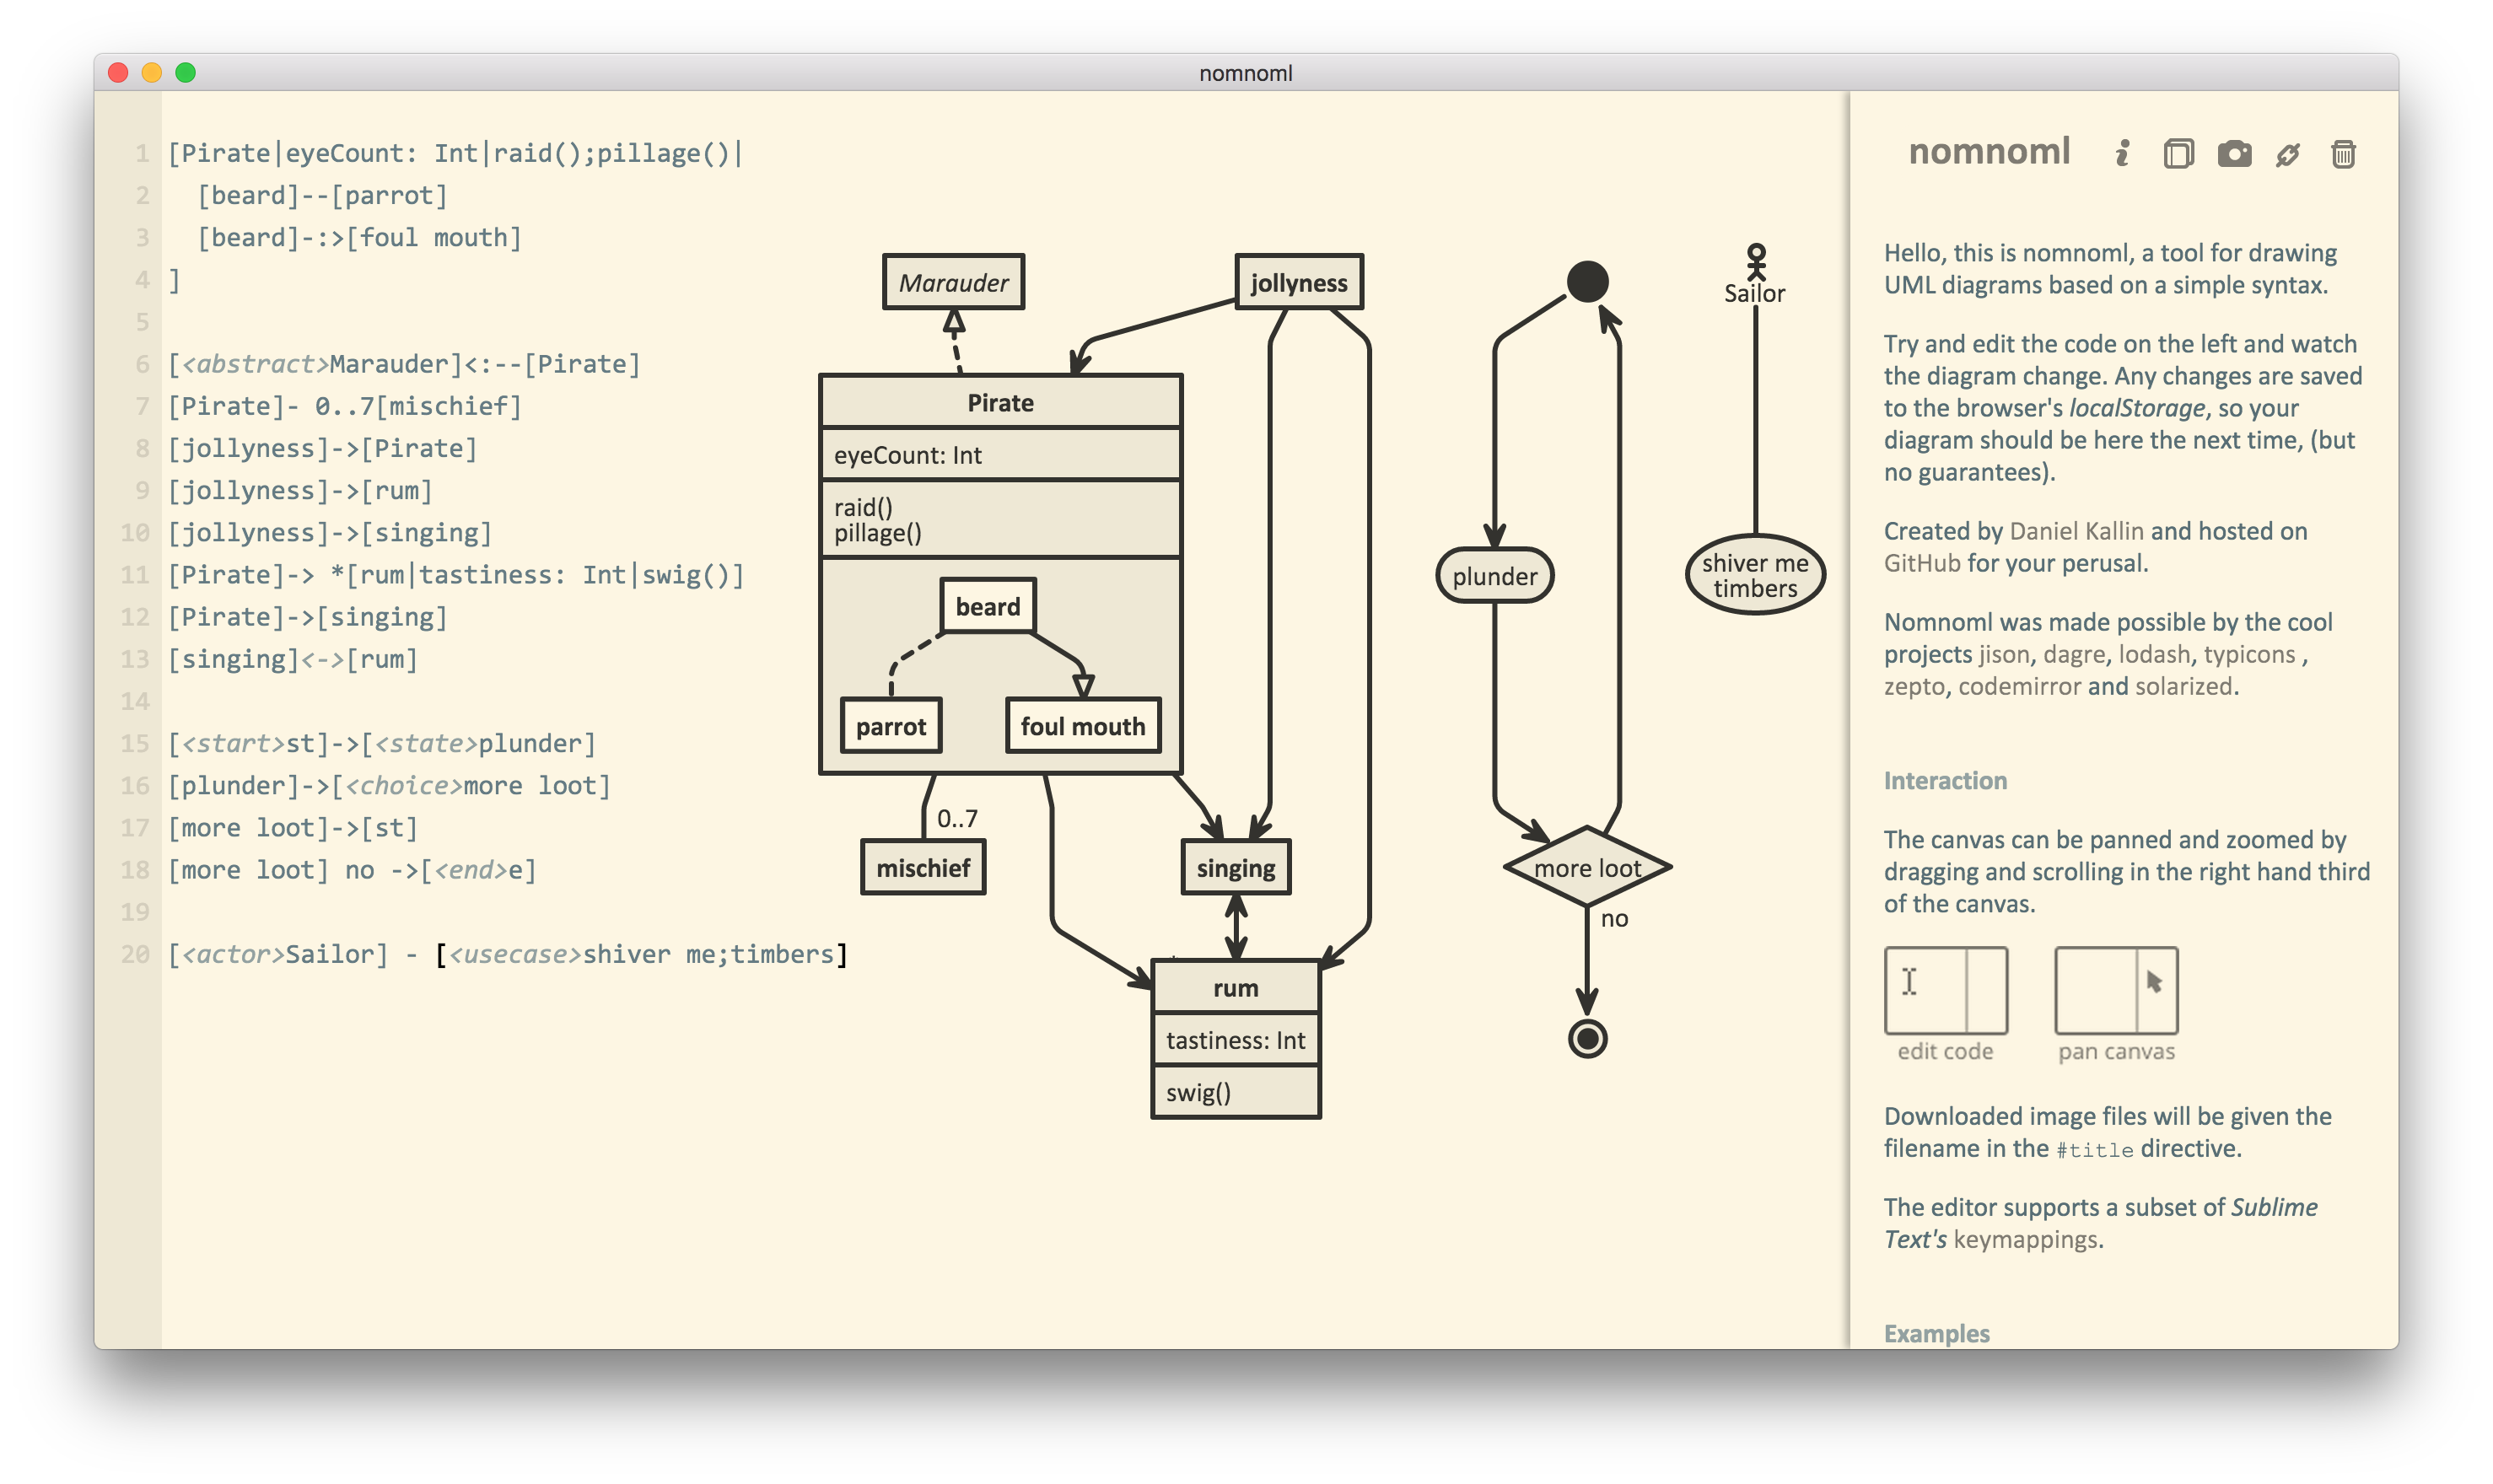 nomnoml
1 [Pirate|eyeCount: Int|raid();pillage()|
2   [beard]--[parrot]
3   [beard]-:>[foul mouth]
4 ]
5
6 [<abstract>Marauder]<:--[Pirate]
7 [Pirate]- 0..7[mischief]
8 [jollyness]->[Pirate]
9 [jollyness]->[rum]
10 [jollyness]->[singing]
11 [Pirate]-> *[rum|tastiness: Int|swig()]
12 [Pirate]->[singing]
13 [singing]<->[rum]
14
15 [<start>st]->[<state>plunder]
16 [plunder]->[<choice>more loot]
17 [more loot]->[st]
18 [more loot] no ->[<end>e]
19
20 [<actor>Sailor] - [<usecase>shiver me;timbers]
Marauder
jollyness
Pirate
eyeCount: Int
raid()
pillage()
beard
parrot
foul mouth
0..7
mischief
singing
rum
tastiness: Int
swig()
plunder
more loot
no
Sailor
shiver me
timbers
nomnoml
Hello, this is nomnoml, a tool for drawing
UML diagrams based on a simple syntax.
Try and edit the code on the left and watch
the diagram change. Any changes are saved
to the browser's localStorage, so your
diagram should be here the next time, (but
no guarantees).
Created by Daniel Kallin and hosted on
GitHub for your perusal.
Nomnoml was made possible by the cool
projects jison, dagre, lodash, typicons ,
zepto, codemirror and solarized.
Interaction
The canvas can be panned and zoomed by
dragging and scrolling in the right hand third
of the canvas.
edit code
pan canvas
Downloaded image files will be given the
filename in the #title directive.
The editor supports a subset of Sublime
Text's keymappings.
Examples